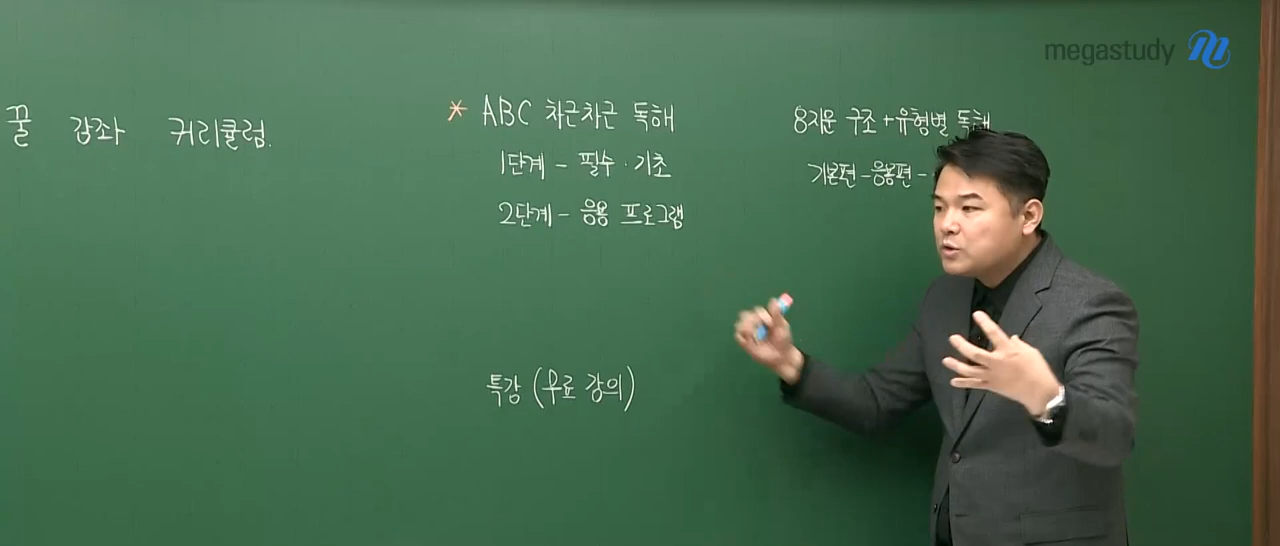 megastudy
꿀 강좌 커리큘럼.
* ABC 차근차근 독해
1단계 - 필수·기초
2단계 - 응용 프로그램
8지문 구조+유형별 독해
기본편-응용편-
특강 (무료 강의)